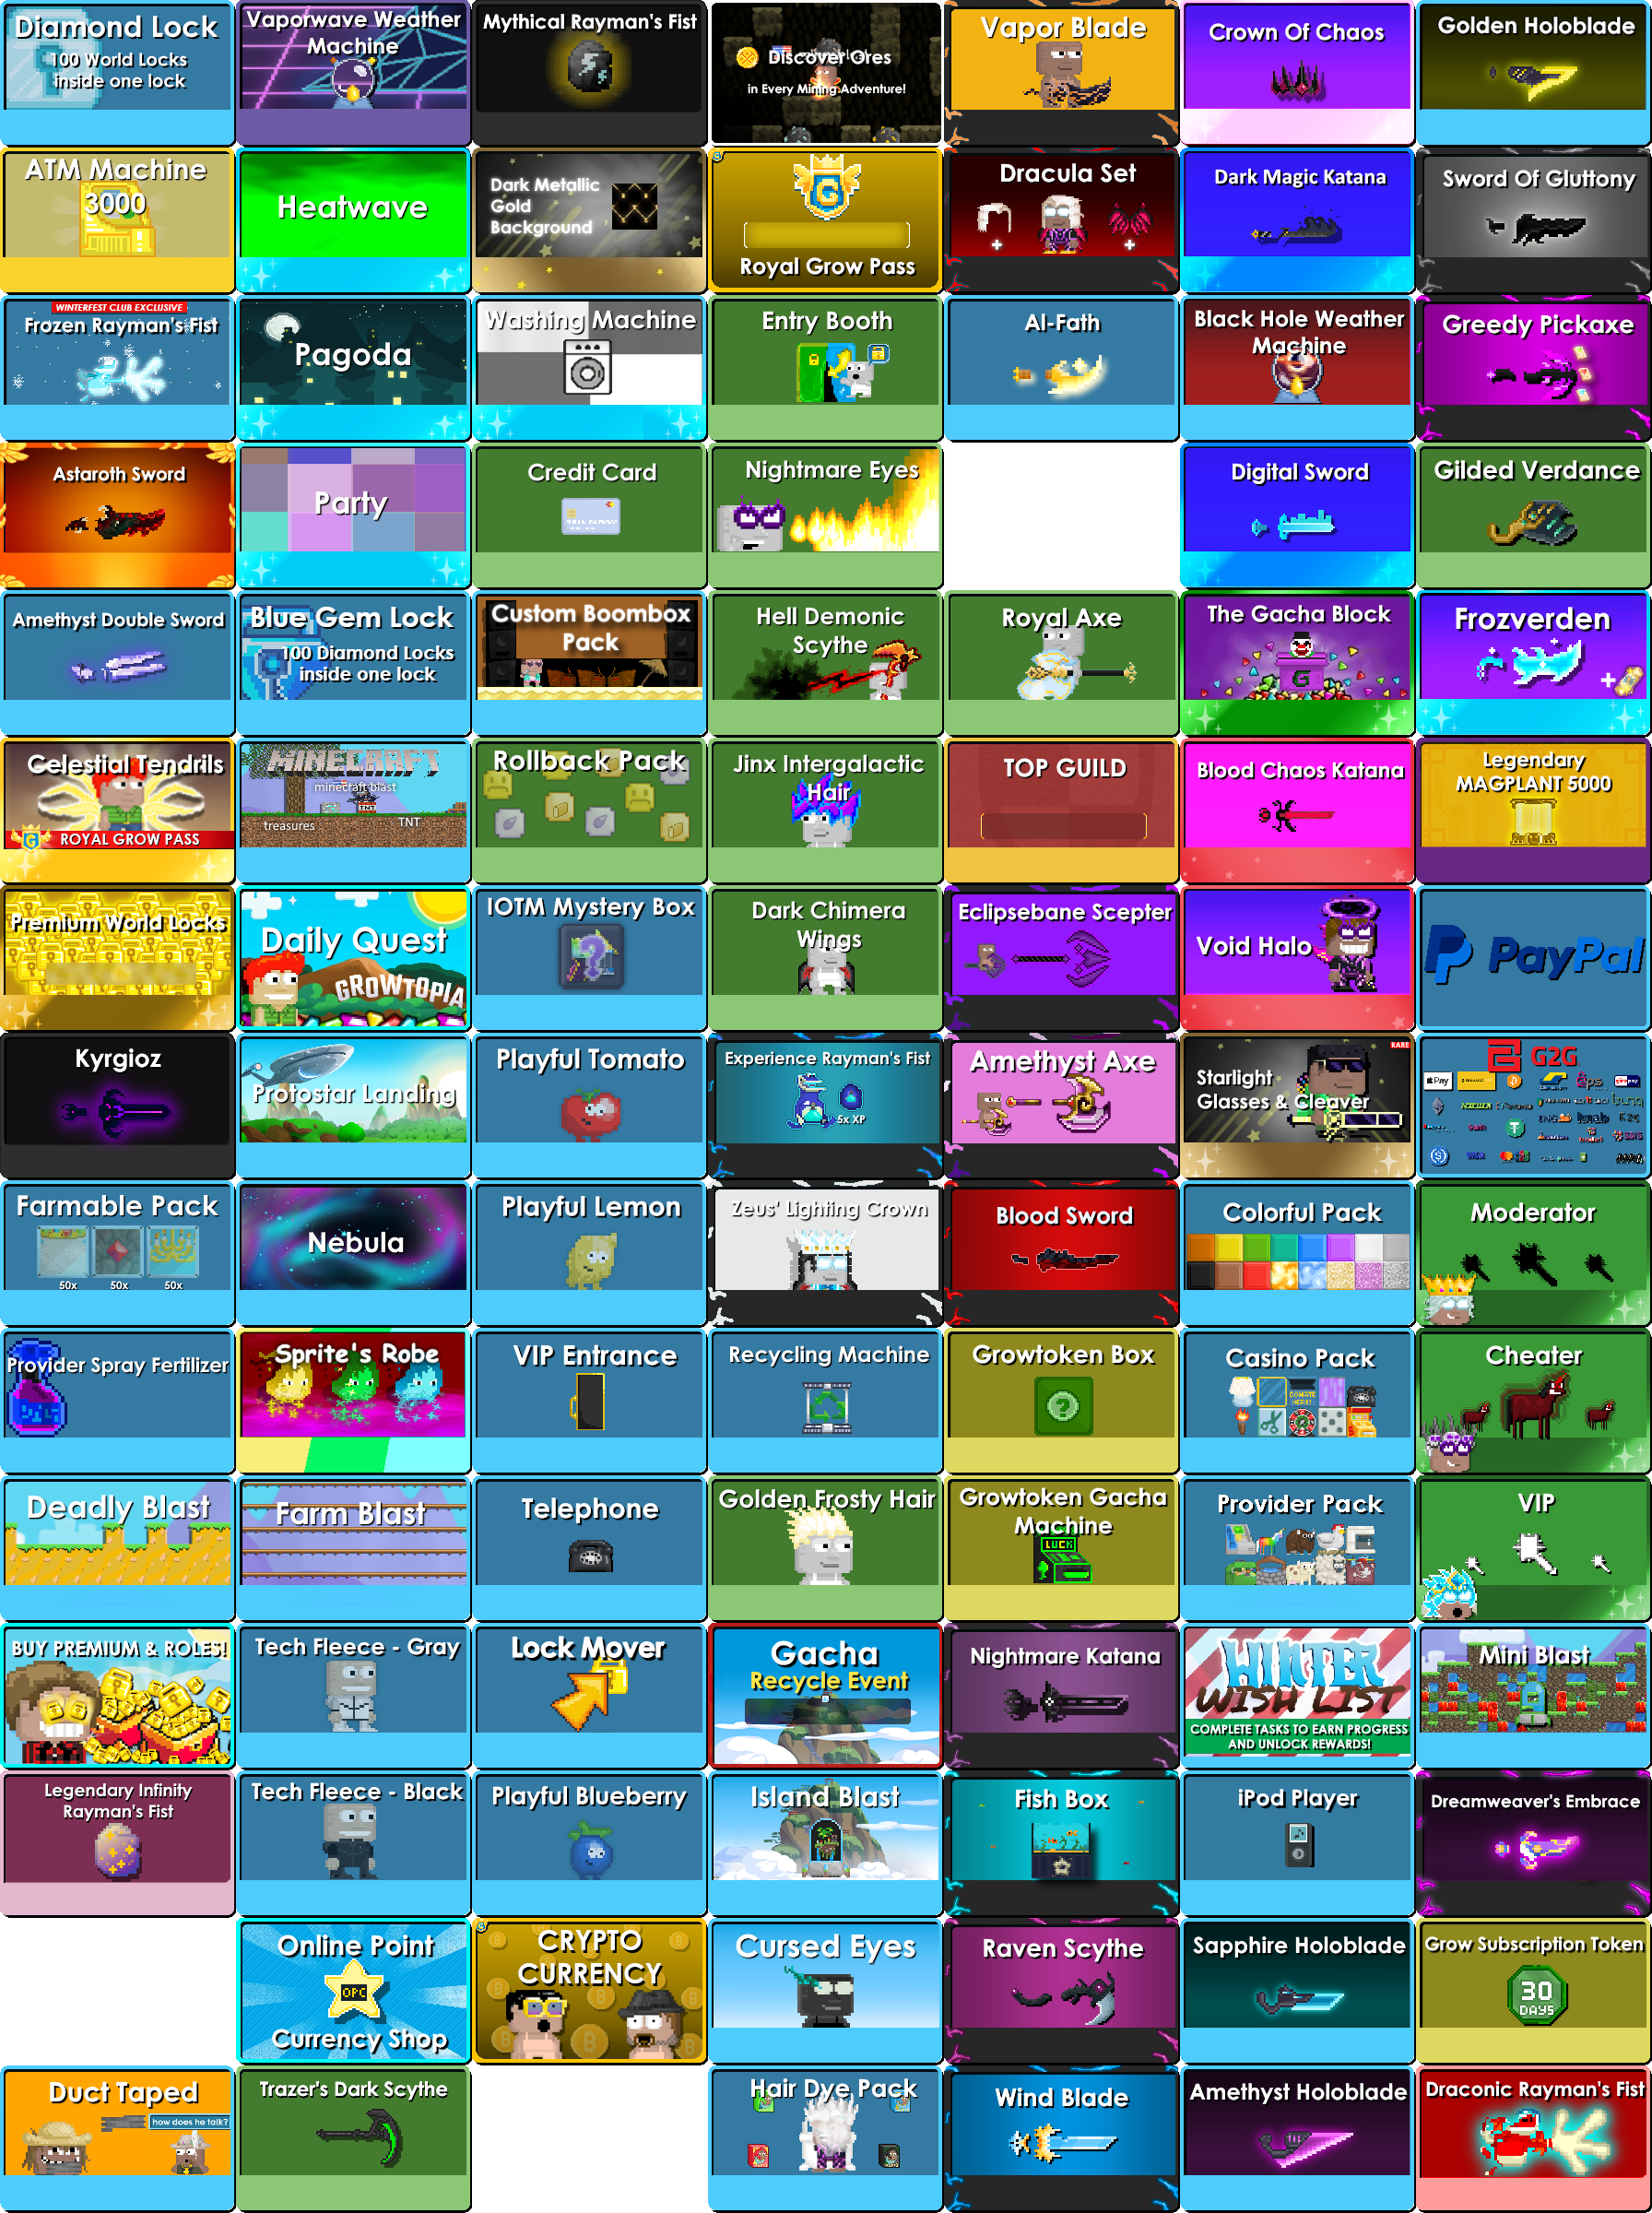 Diamond Lock
100 World Locks
inside one lock
Vaporwave Weather
Machine
Mythical Rayman's Fist
Discover Ores
in Every Mining Adventure!
Vapor Blade
Crown Of Chaos
Golden Holoblade
ATM Machine
3000
Heatwave
Dark Metallic
Gold
Background
G
Royal Grow Pass
Dracula Set
+ +
Dark Magic Katana
Sword Of Gluttony
WINTERFEST CLUB EXCLUSIVE
Frozen Rayman's Fist
Pagoda
Washing Machine
Entry Booth
Al-Fath
Black Hole Weather
Machine
Greedy Pickaxe
Astaroth Sword
Party
Credit Card
Nightmare Eyes
Digital Sword
Gilded Verdance
Amethyst Double Sword
Blue Gem Lock
100 Diamond Locks
inside one lock
Custom Boombox
Pack
Hell Demonic
Scythe
Royal Axe
The Gacha Block
G
Frozverden
+
Celestial Tendrils
G
ROYAL GROW PASS
MINECRAFT
minecraft blast
TNT
treasures
TNT
Rollback Pack
Jinx Intergalactic
Hair
TOP GUILD
Blood Chaos Katana
Legendary
MAGPLANT 5000
Premium World Locks
Daily Quest
GROWTOPIA
IOTM Mystery Box
?
Dark Chimera
Wings
Eclipsebane Scepter
Void Halo
PayPal
Kyrgioz
Protostar Landing
Playful Tomato
Experience Rayman's Fist
5x XP
Amethyst Axe
RARE
Starlight
Glasses & Cleaver
G2G
Pay
Farmable Pack
50x 50x 50x
Nebula
Playful Lemon
Zeus' Lighting Crown
Blood Sword
Colorful Pack
Moderator
Provider Spray Fertilizer
Sprite's Robe
VIP Entrance
Recycling Machine
Growtoken Box
?
Casino Pack
DONATE
HERE!
Cheater
Deadly Blast
Farm Blast
Telephone
Golden Frosty Hair
Growtoken Gacha
Machine
LUCK
Provider Pack
VIP
BUY PREMIUM & ROLES!
Tech Fleece - Gray
Lock Mover
Gacha
Recycle Event
Nightmare Katana
WINTER
WISH LIST
COMPLETE TASKS TO EARN PROGRESS
AND UNLOCK REWARDS!
Mini Blast
Legendary Infinity
Rayman's Fist
Tech Fleece - Black
Playful Blueberry
Island Blast
Fish Box
iPod Player
Dreamweaver's Embrace
Online Point
OPC
Currency Shop
CRYPTO
CURRENCY
Cursed Eyes
Raven Scythe
Sapphire Holoblade
Grow Subscription Token
30
DAYS
Duct Taped
how does he talk?
Trazer's Dark Scythe
Hair Dye Pack
Wind Blade
Amethyst Holoblade
Draconic Rayman's Fist